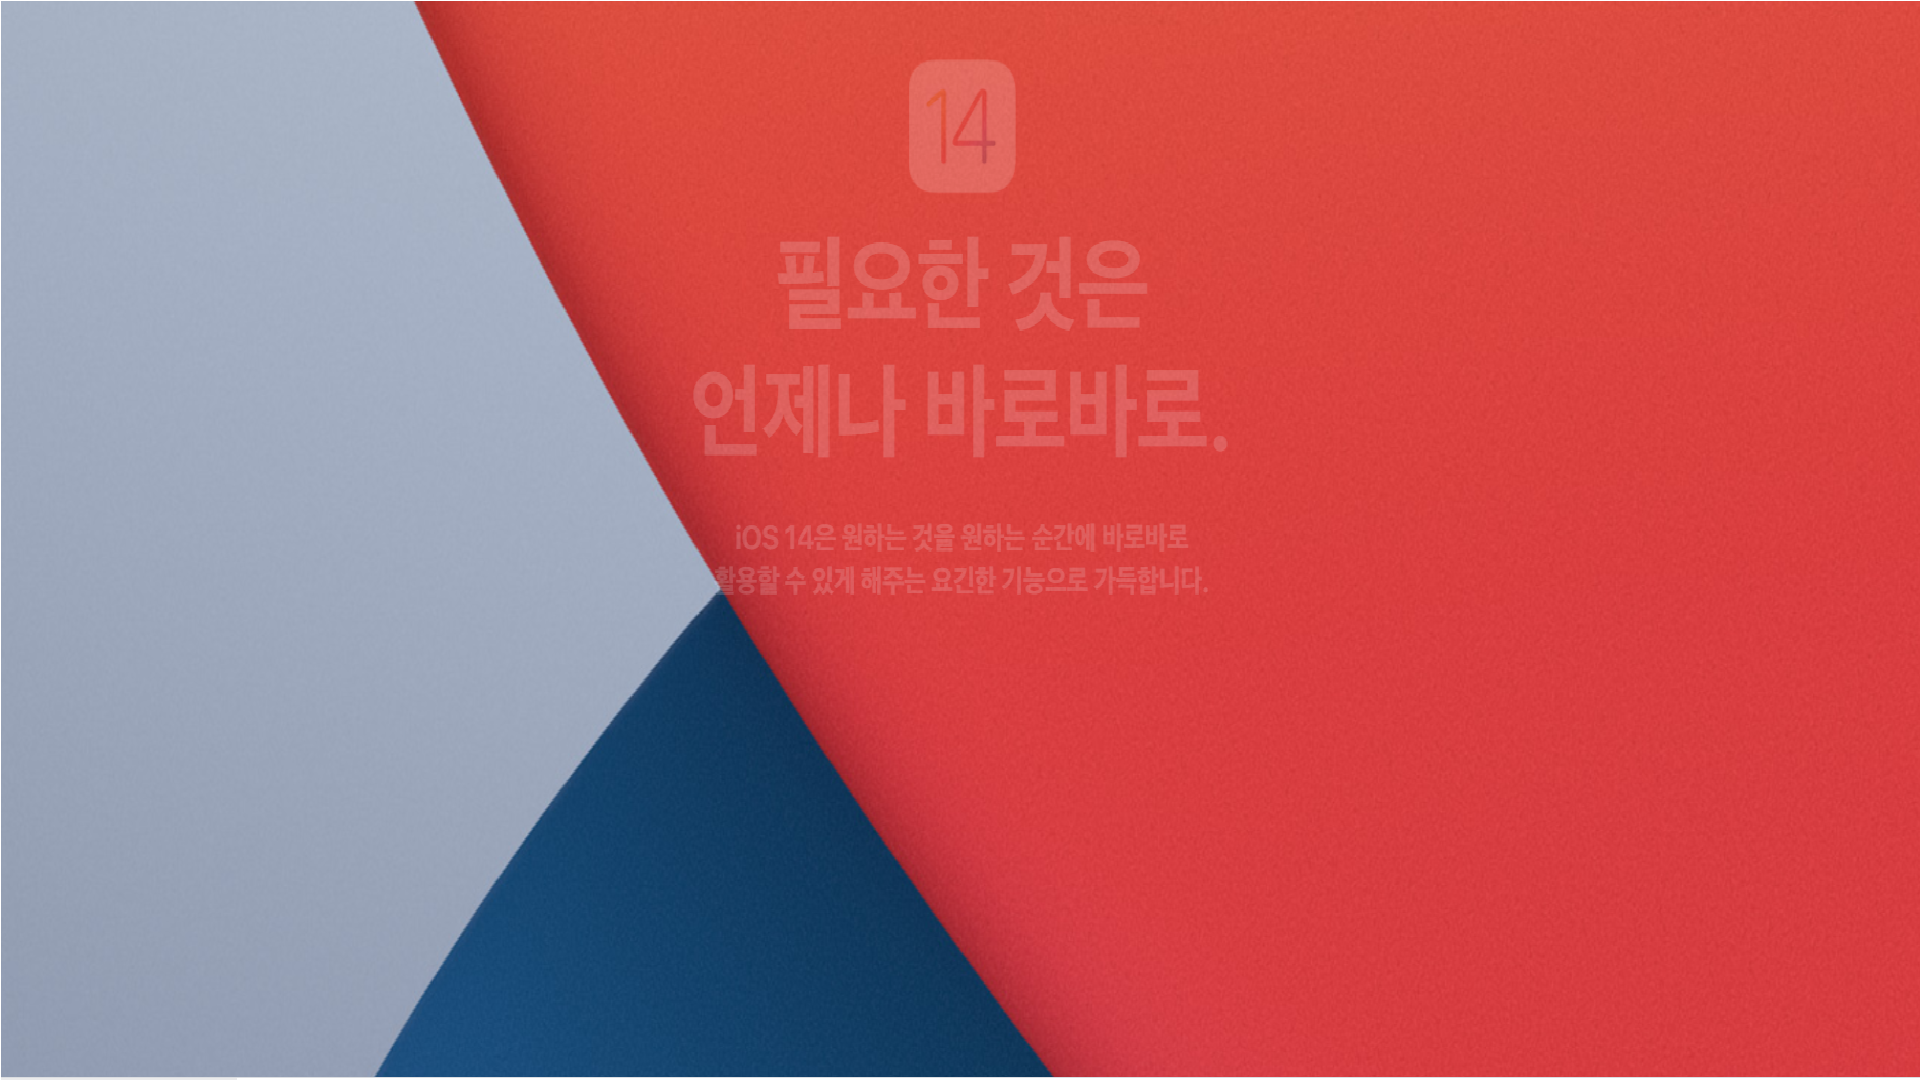 14
필요한 것은
언제나 바로바로.
iOS 14은 원하는 것을 원하는 순간에 바로바로
활용할 수 있게 해주는 요긴한 기능으로 가득합니다.